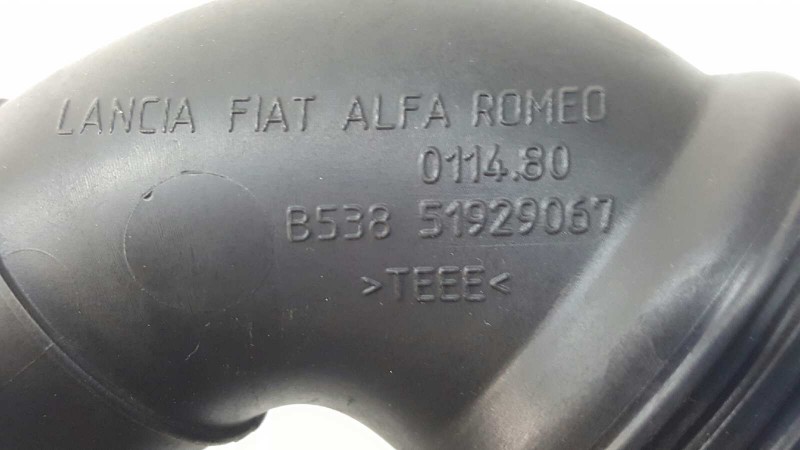 LANCIA FIAT ALFA ROMEO
0114.80
B538 51929067
>TEEE<